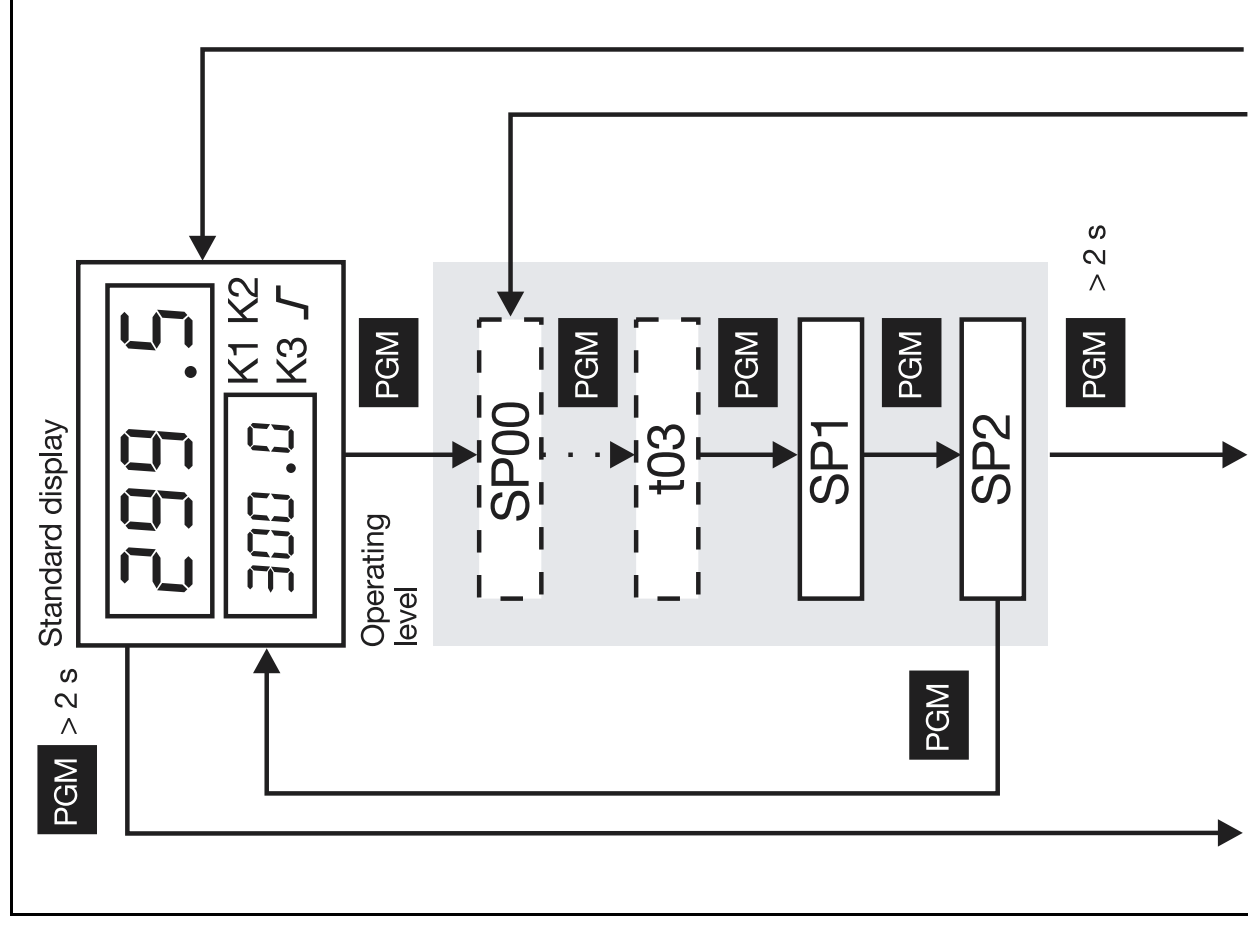 Standard display
PGM > 2 s
299.5
300.0
K1 K2
K3
Operating
level
PGM
SP00
PGM
t03
PGM
SP1
PGM
SP2
PGM
PGM > 2 s